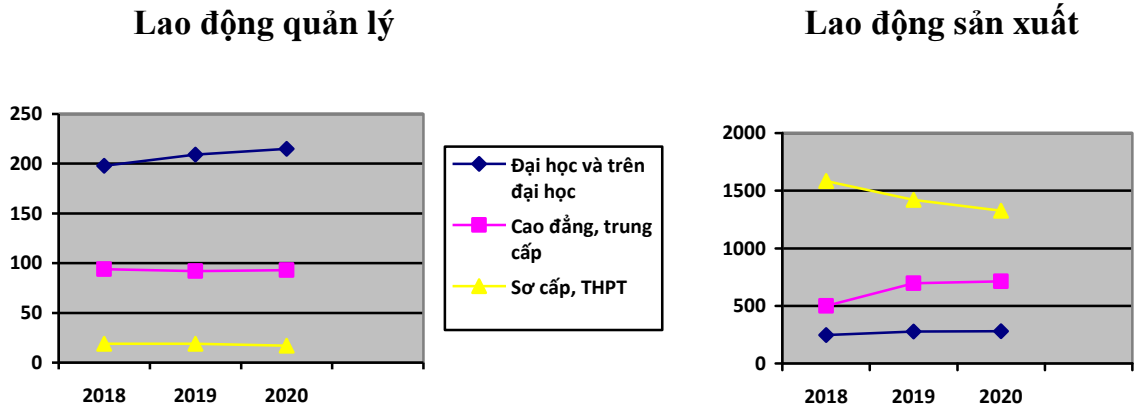 Lao động quản lý
Lao động sản xuất
250
200
150
100
50
0
2018
2019
2020
Đại học và trên
đại học
Cao đẳng, trung
cấp
Sơ cấp, THPT
2000
1500
1000
500
0
2018
2019
2020